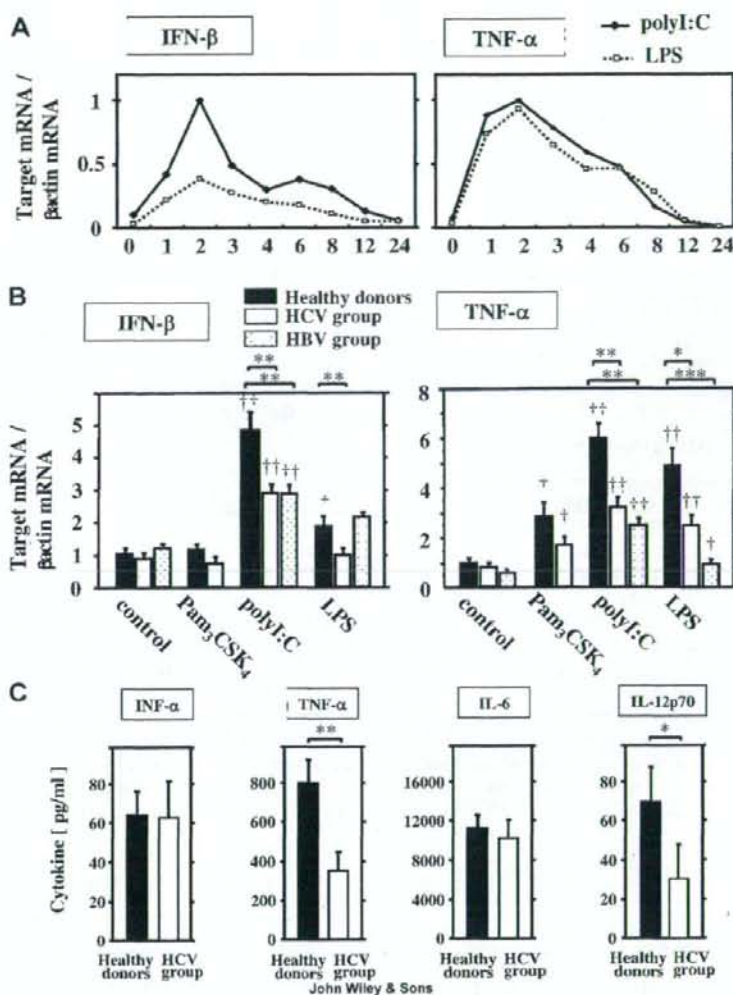 A
IFN-β
TNF-α
polyI:C
LPS
Target mRNA /
βactin mRNA
1
0.5
0
0 1 2 3 4 6 8 12 24
0 1 2 3 4 6 8 12 24
B
IFN-β
Healthy donors
HCV group
HBV group
TNF-α
** ** **
** ** * ***
†† †† ††
†† †† †† †† †
Target mRNA /
βactin mRNA
5
4
3
2
1
0
8
6
4
2
0
control Pam3CSK4 polyI:C LPS
control Pam3CSK4 polyI:C LPS
C
INF-α
TNF-α
IL-6
IL-12p70
** *
Cytokine [ pg/ml ]
80
60
40
20
0
800
600
400
200
0
16000
12000
8000
4000
0
80
60
40
20
0
Healthy donors HCV group
Healthy donors HCV group
Healthy donors HCV group
Healthy donors HCV group
John Wiley & Sons